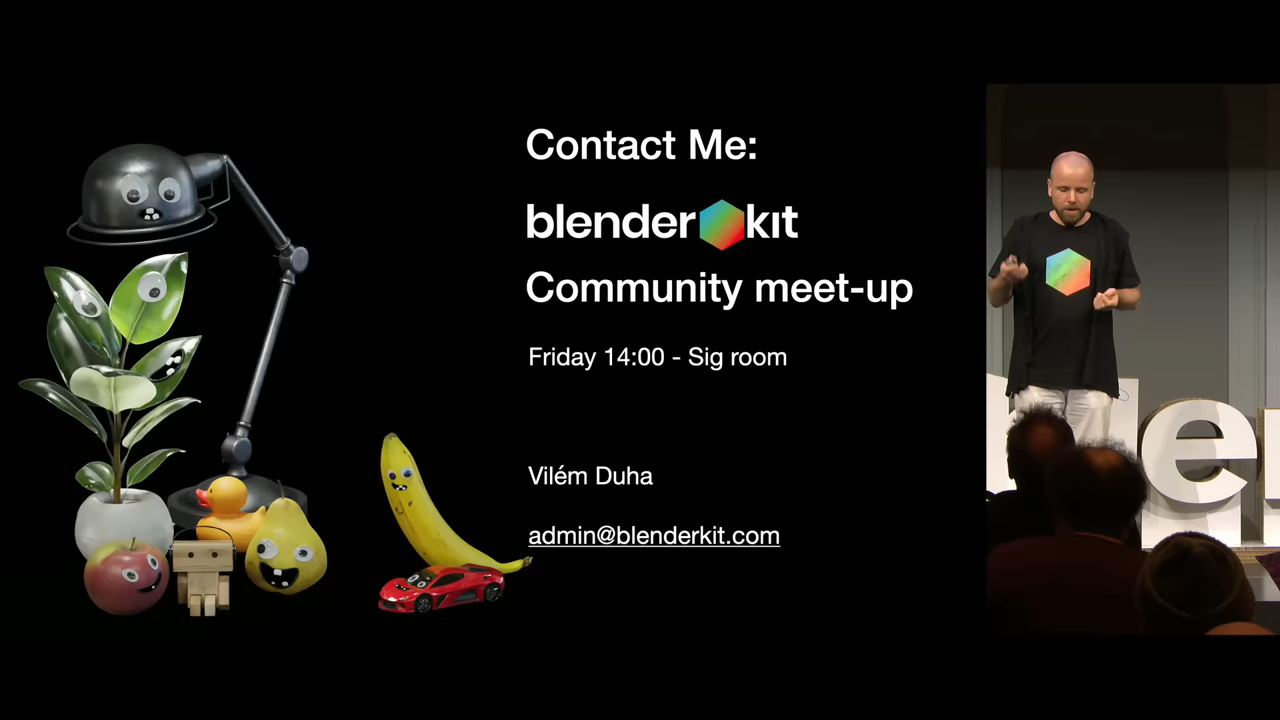 Contact Me:
blenderkit
Community meet-up
Friday 14:00 - Sig room
Vilém Duha
admin@blenderkit.com